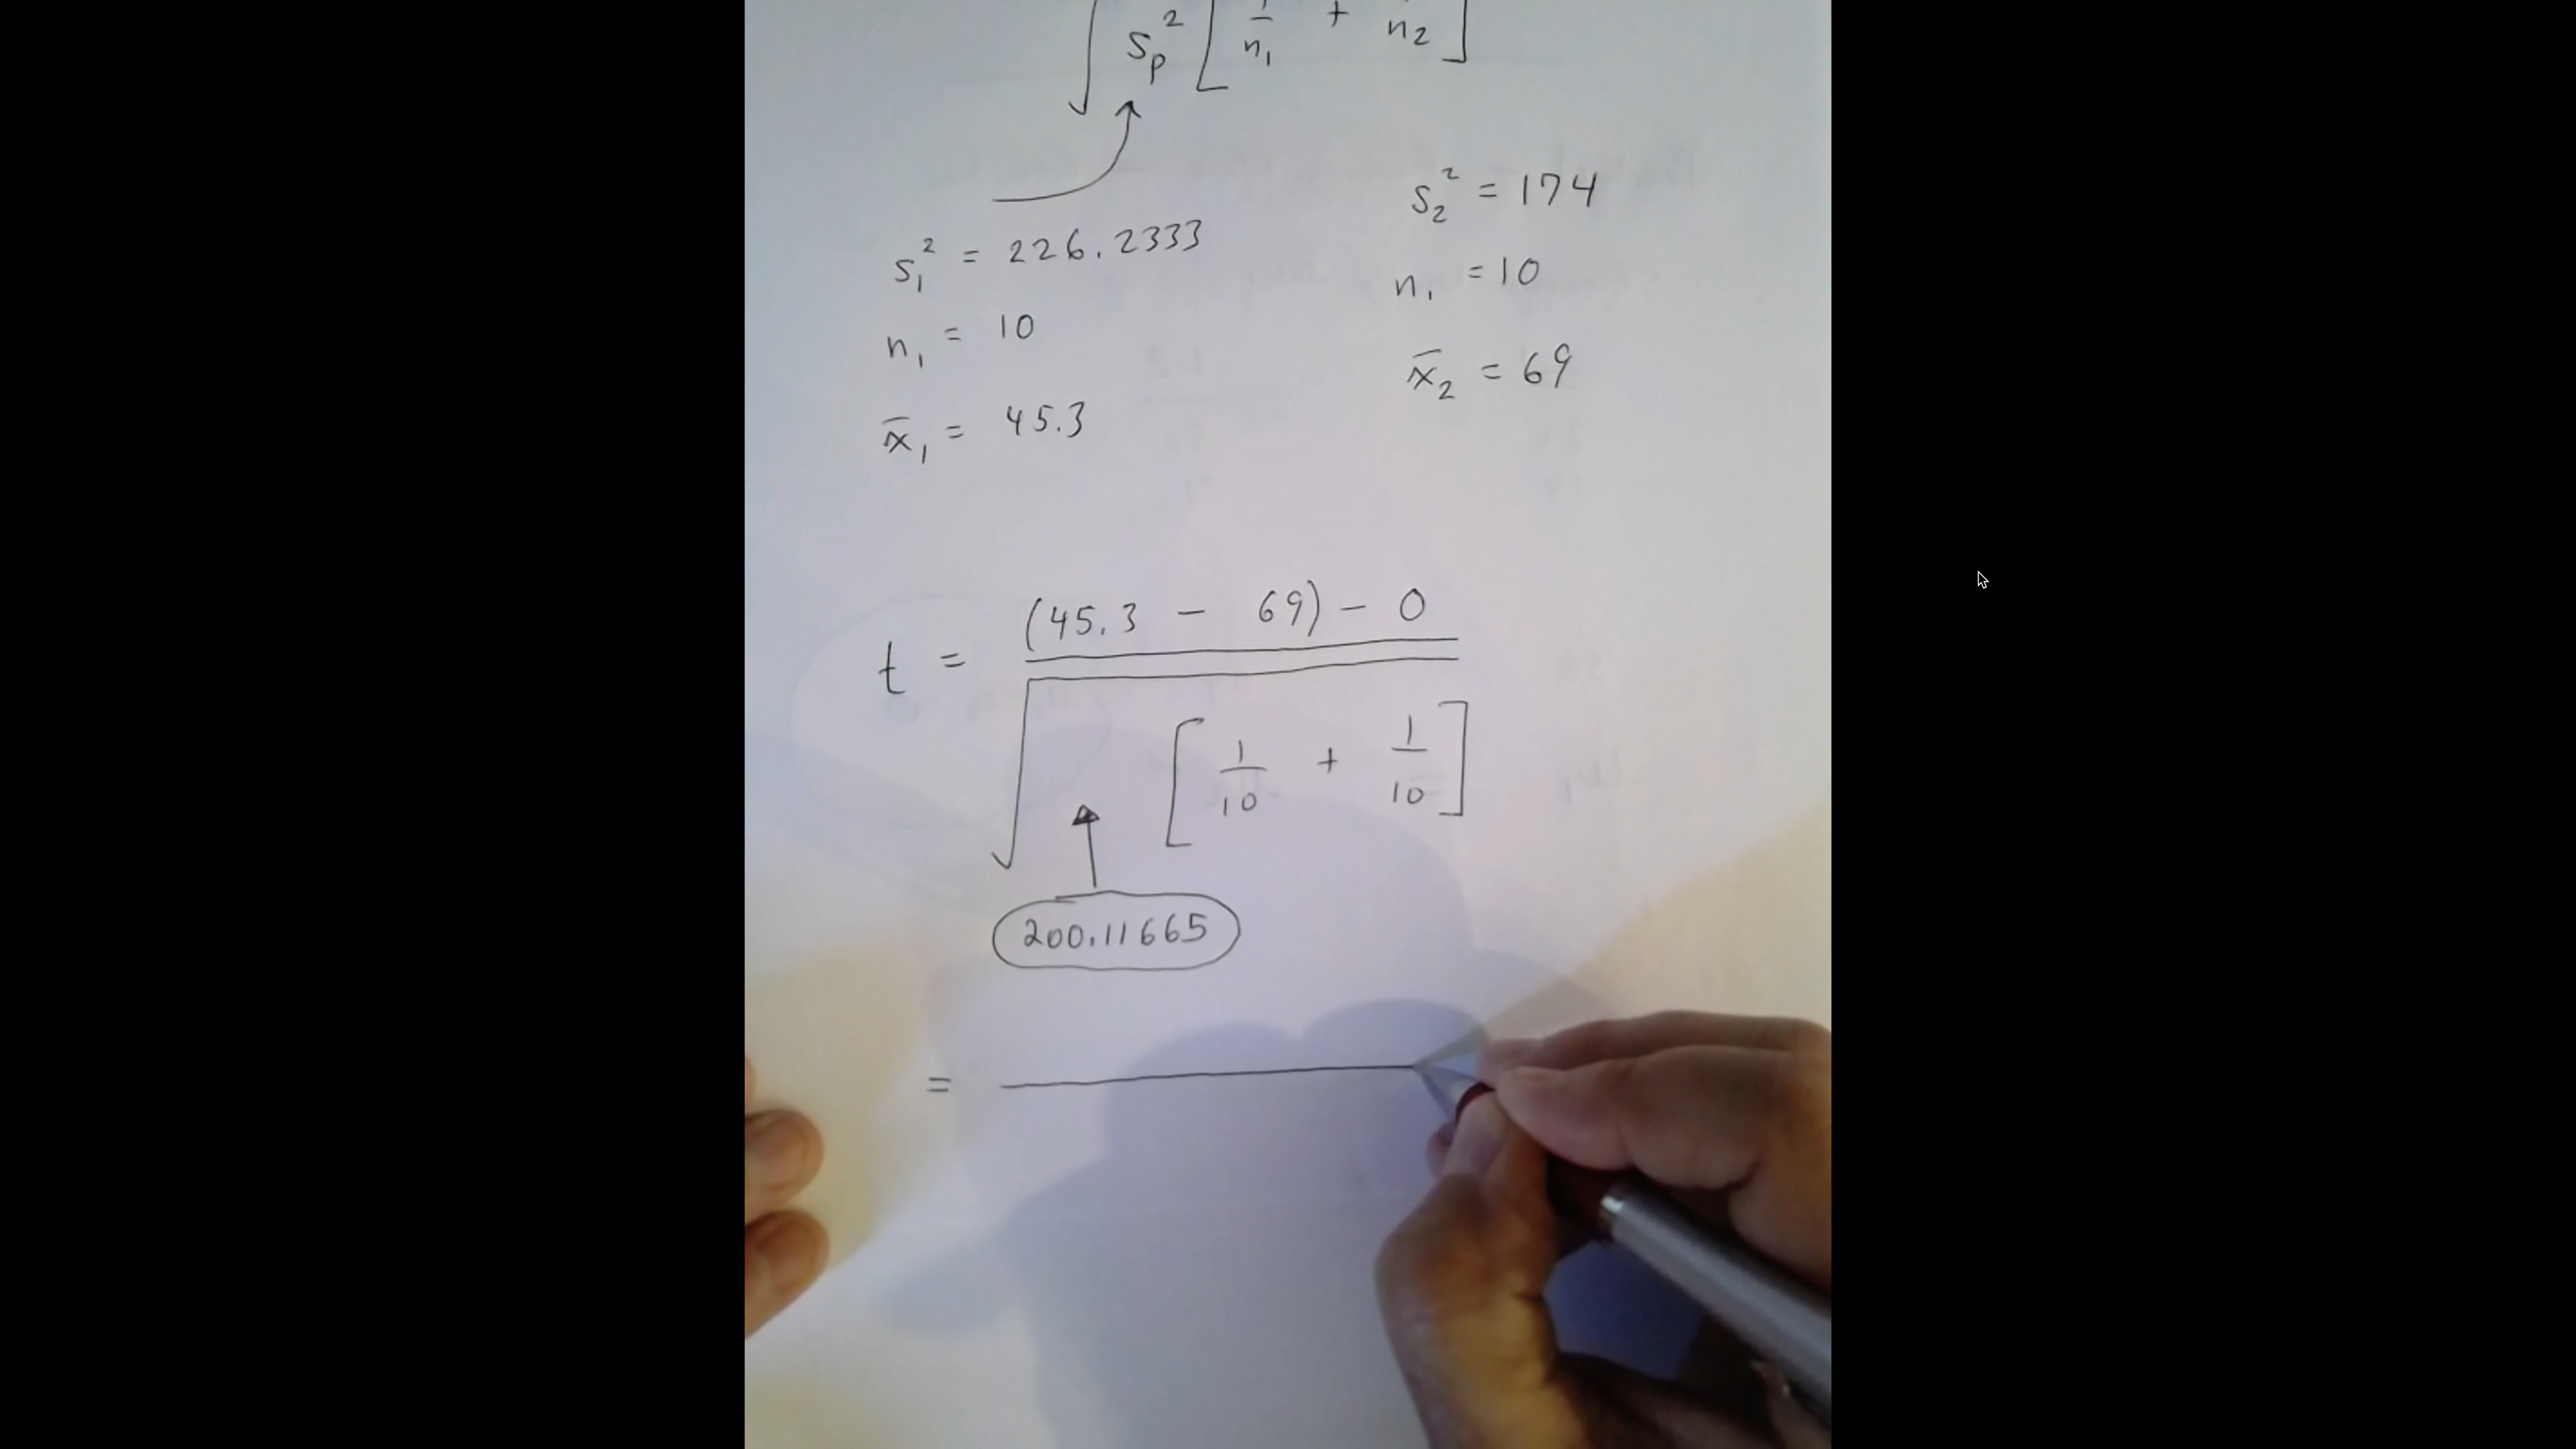 √ sp² [ 1/n1 + /n2 ]
s1² = 226.2333
n1 = 10
x̄1 = 45.3
s2² = 174
n1 = 10
x̄2 = 69
t = (45.3 - 69) - 0 / √ [ 1/10 + 1/10 ]
200.11665
=